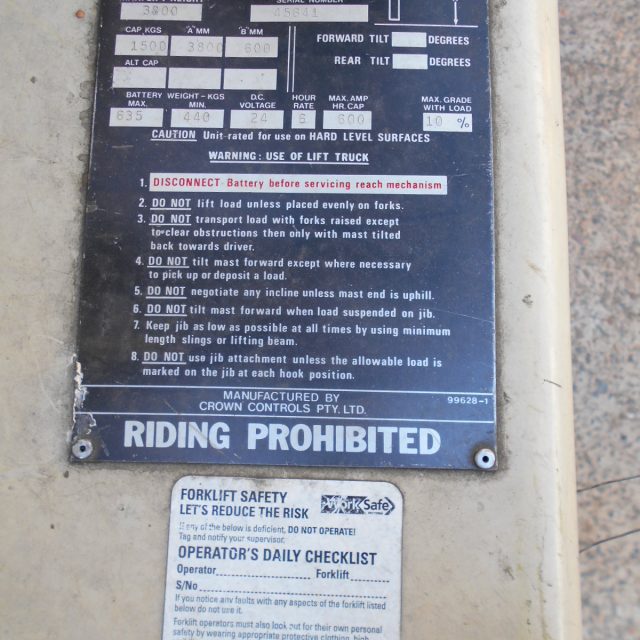 SERIAL NUMBER
3800 45641
CAP. KGS "A" MM "B" MM
1500 3800 600
FORWARD TILT DEGREES
REAR TILT DEGREES
ALT CAP
BATTERY WEIGHT-KGS D.C. HOUR MAX. AMP MAX. GRADE
MAX. MIN. VOLTAGE RATE HR. CAP WITH LOAD
635 440 24 6 600 10 %
CAUTION Unit rated for use on HARD LEVEL SURFACES
WARNING: USE OF LIFT TRUCK
1. DISCONNECT Battery before servicing reach mechanism
2. DO NOT lift load unless placed evenly on forks.
3. DO NOT transport load with forks raised except
to clear obstructions then only with mast tilted
back towards driver.
4. DO NOT tilt mast forward except where necessary
to pick up or deposit a load.
5. DO NOT negotiate any incline unless mast end is uphill.
6. DO NOT tilt mast forward when load suspended on jib.
7. Keep jib as low as possible at all times by using minimum
length slings or lifting beam.
8. DO NOT use jib attachment unless the allowable load is
marked on the jib at each hook position.
MANUFACTURED BY 99628-1
CROWN CONTROLS PTY. LTD.
RIDING PROHIBITED
FORKLIFT SAFETY
LET'S REDUCE THE RISK WorkSafe
If any of the below is deficient, DO NOT OPERATE!
Tag and notify your supervisor.
OPERATOR'S DAILY CHECKLIST
Operator Forklift
S/No
If you notice any faults with any aspects of the forklift listed
below do not use it.
Forklift operators must also look out for their own personal
safety by wearing appropriate protective clothing, high